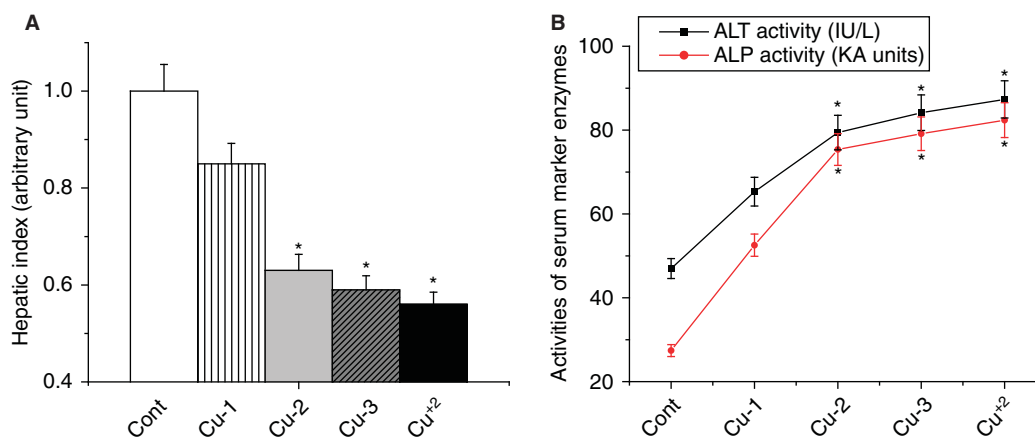 A
Hepatic index (arbitrary unit)
1.0
0.8
0.6
0.4
*
*
*
Cont
Cu-1
Cu-2
Cu-3
Cu+2
B
ALT activity (IU/L)
ALP activity (KA units)
Activities of serum marker enzymes
100
80
60
40
20
*
*
*
*
*
*
Cont
Cu-1
Cu-2
Cu-3
Cu+2